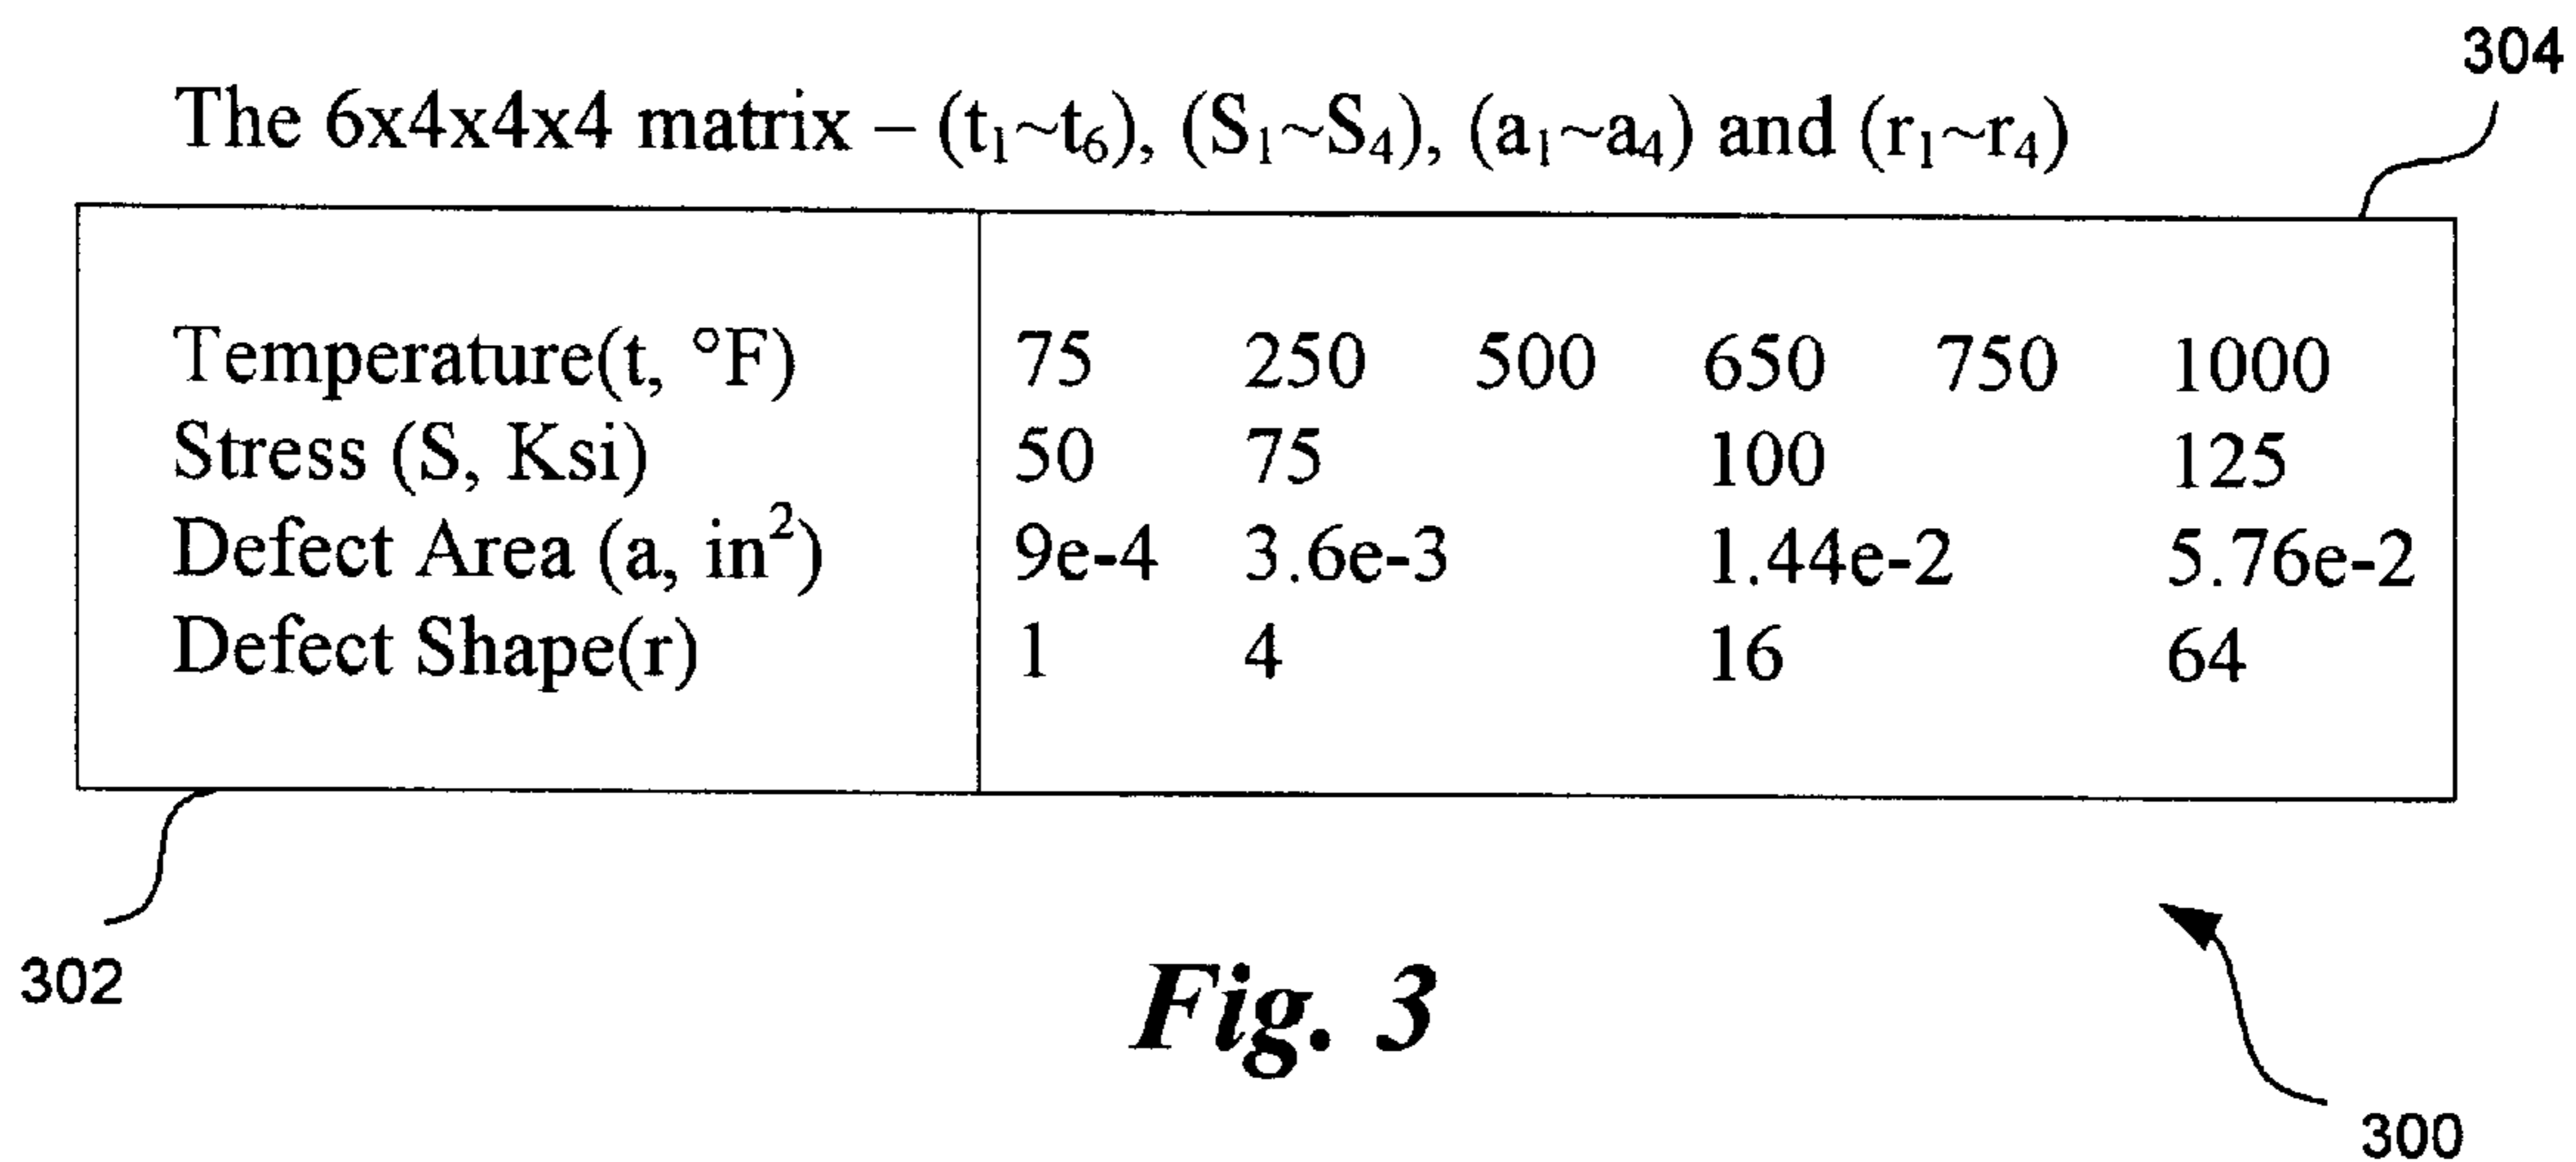 304
The 6x4x4x4 matrix – (t₁~t₆), (S₁~S₄), (a₁~a₄) and (r₁~r₄)
Temperature(t, °F) 75 250 500 650 750 1000
Stress (S, Ksi) 50 75 100 125
Defect Area (a, in²) 9e-4 3.6e-3 1.44e-2 5.76e-2
Defect Shape(r) 1 4 16 64
302
Fig. 3
300